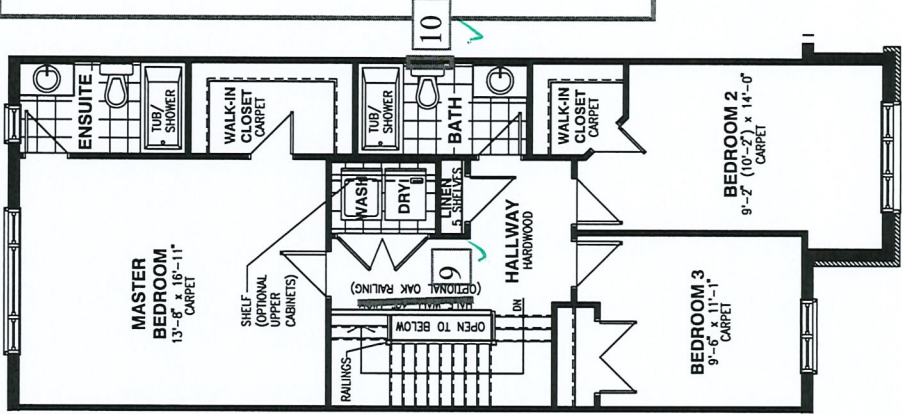 10
ENSUITE
TUB/
SHOWER
WALK-IN
CLOSET
CARPET
TUB/
SHOWER
BATH
WALK-IN
CLOSET
CARPET
BEDROOM 2
9'-2" (10'-2") x 14'-0"
CARPET
MASTER
BEDROOM
13'-8" x 16'-11"
CARPET
SHELF
(OPTIONAL
UPPER
CABINETS)
WASH
DRY
LINEN
5 SHELVES
HALLWAY
HARDWOOD
9
(OPTIONAL OAK RAILING)
OPEN TO BELOW
RAILINGS
DN
BEDROOM 3
9'-6" x 11'-1"
CARPET